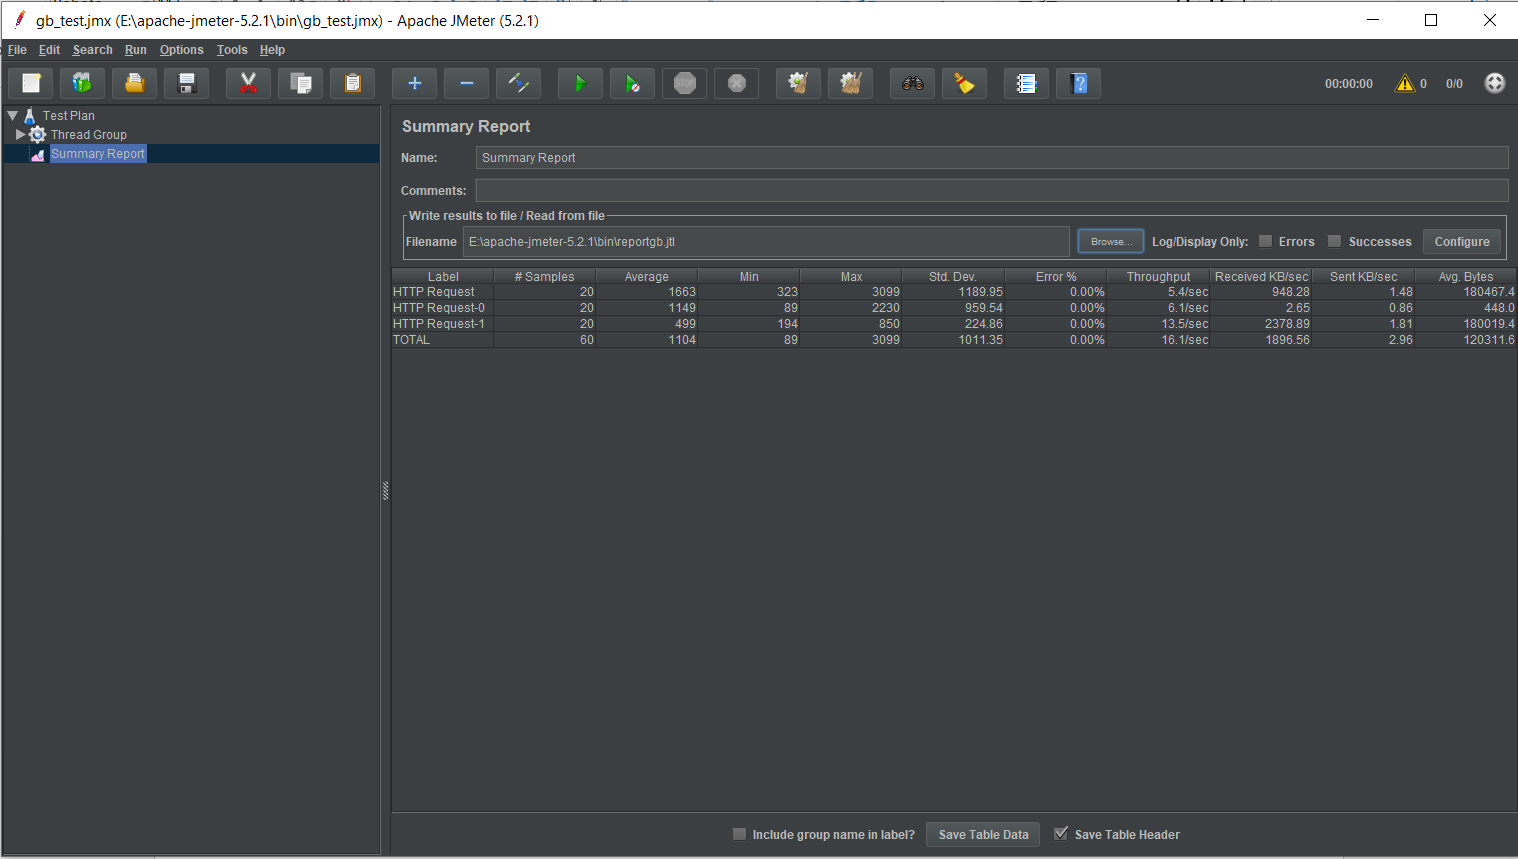 gb_test.jmx (E:\apache-jmeter-5.2.1\bin\gb_test.jmx) - Apache JMeter (5.2.1)
File Edit Search Run Options Tools Help
STOP
?
00:00:00 0 0/0
Test Plan
Thread Group
Summary Report
Summary Report
Name: Summary Report
Comments:
Write results to file / Read from file
Filename E:\apache-jmeter-5.2.1\bin\reportgb.jtl Browse... Log/Display Only: Errors Successes Configure
Label # Samples Average Min Max Std. Dev. Error % Throughput Received KB/sec Sent KB/sec Avg. Bytes
HTTP Request 20 1663 323 3099 1189.95 0.00% 5.4/sec 948.28 1.48 180467.4
HTTP Request-0 20 1149 89 2230 959.54 0.00% 6.1/sec 2.65 0.86 448.0
HTTP Request-1 20 499 194 850 224.86 0.00% 13.5/sec 2378.89 1.81 180019.4
TOTAL 60 1104 89 3099 1011.35 0.00% 16.1/sec 1896.56 2.96 120311.6
Include group name in label? Save Table Data Save Table Header